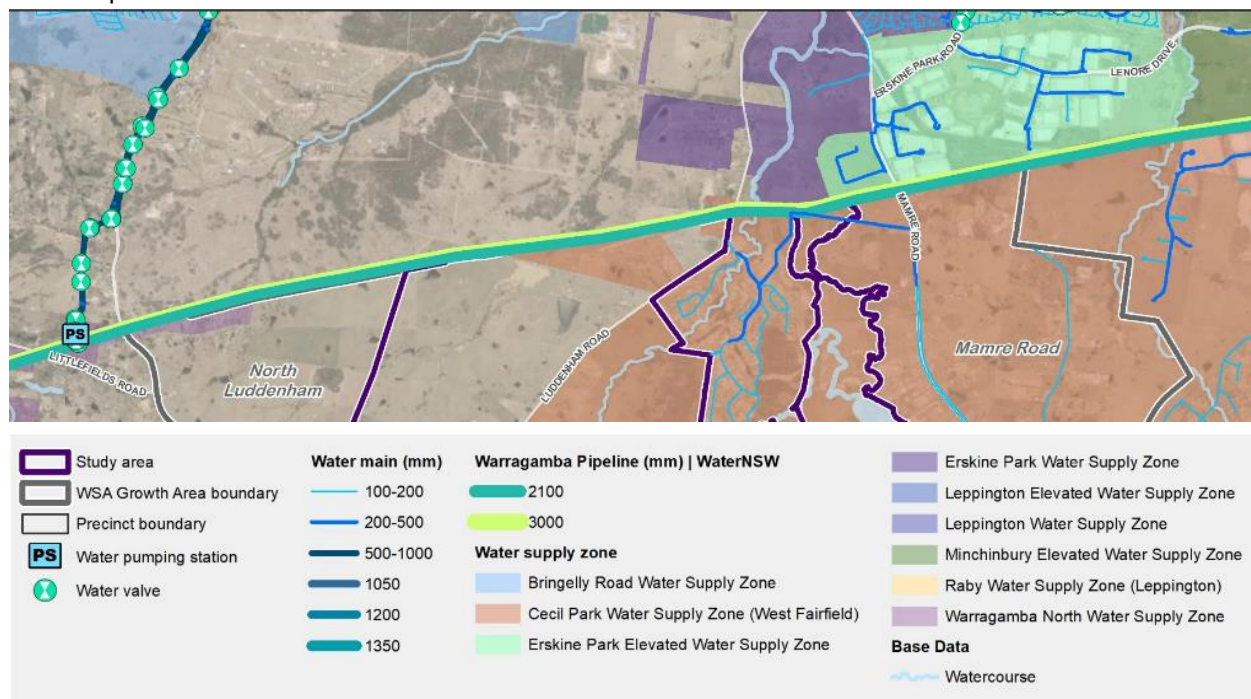 ERSKINE PARK ROAD
LENORE DRIVE
MAMRE ROAD
PS
LITTLEFIELDS ROAD
North
Luddenham
LUDDENHAM ROAD
Mamre Road
Study area
WSA Growth Area boundary
Precinct boundary
PS Water pumping station
Water valve
Water main (mm)
100-200
200-500
500-1000
1050
1200
1350
Warragamba Pipeline (mm) | WaterNSW
2100
3000
Water supply zone
Bringelly Road Water Supply Zone
Cecil Park Water Supply Zone (West Fairfield)
Erskine Park Elevated Water Supply Zone
Erskine Park Water Supply Zone
Leppington Elevated Water Supply Zone
Leppington Water Supply Zone
Minchinbury Elevated Water Supply Zone
Raby Water Supply Zone (Leppington)
Warragamba North Water Supply Zone
Base Data
Watercourse